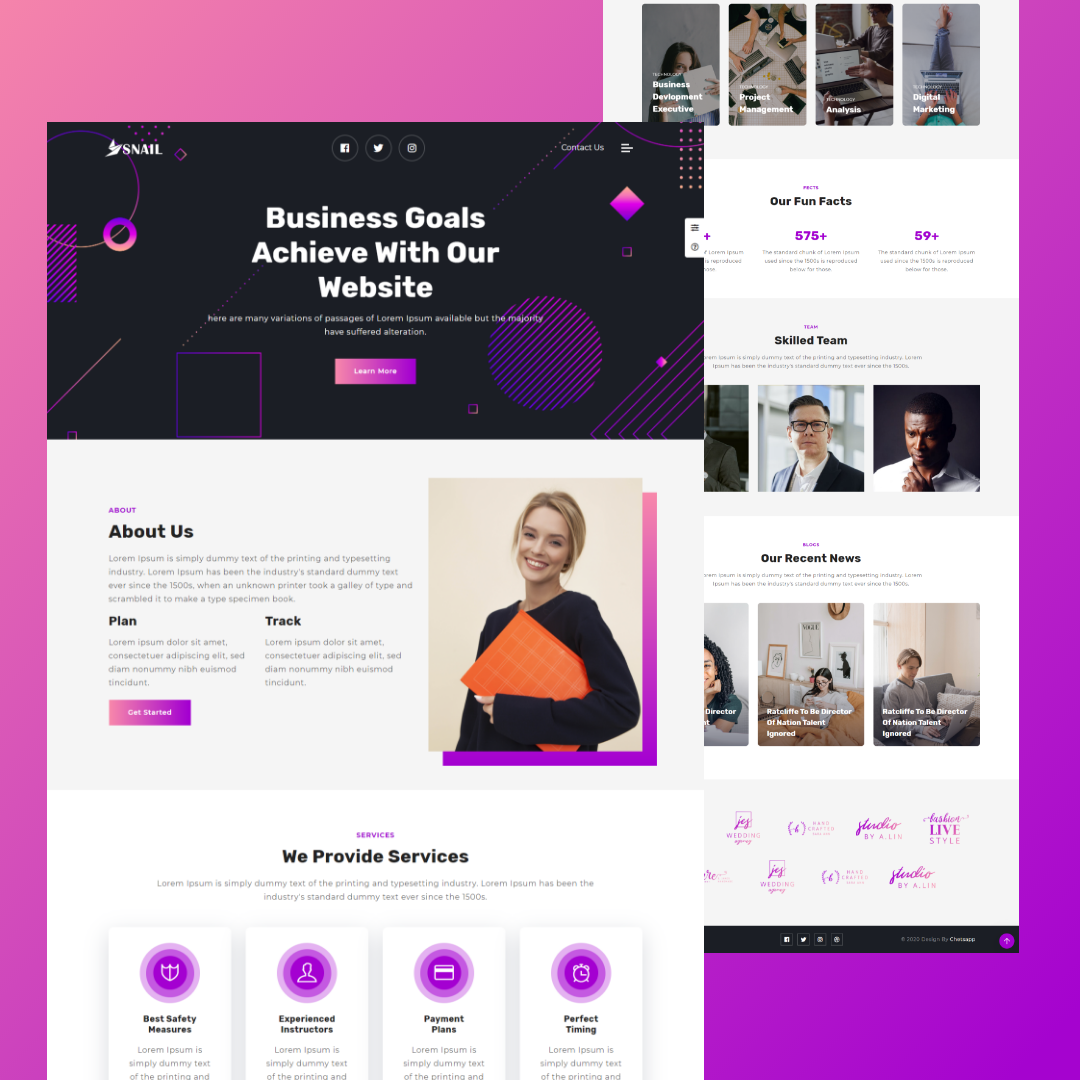 SNAIL
Contact Us
Business Goals
Achieve With Our
Website
here are many variations of passages of Lorem Ipsum available but the majority
have suffered alteration.
Learn More
ABOUT
About Us
Lorem Ipsum is simply dummy text of the printing and typesetting
industry. Lorem Ipsum has been the industry's standard dummy text
ever since the 1500s, when an unknown printer took a galley of type and
scrambled it to make a type specimen book.
Plan
Lorem ipsum dolor sit amet,
consectetuer adipiscing elit, sed
diam nonummy nibh euismod
tincidunt.
Track
Lorem ipsum dolor sit amet,
consectetuer adipiscing elit, sed
diam nonummy nibh euismod
tincidunt.
Get Started
SERVICES
We Provide Services
Lorem Ipsum is simply dummy text of the printing and typesetting industry. Lorem Ipsum has been the
industry's standard dummy text ever since the 1500s.
Best Safety
Measures
Lorem Ipsum is
simply dummy text
of the printing and
Experienced
Instructors
Lorem Ipsum is
simply dummy text
of the printing and
Payment
Plans
Lorem Ipsum is
simply dummy text
of the printing and
Perfect
Timing
Lorem Ipsum is
simply dummy text
of the printing and
TECHNOLOGY
Business
Devlopment
Executive
TECHNOLOGY
Project
Management
TECHNOLOGY
Analysis
TECHNOLOGY
Digital
Marketing
FECTS
Our Fun Facts
+
of Lorem Ipsum
is reproduced
those.
575+
The standard chunk of Lorem Ipsum
used since the 1500s is reproduced
below for those.
59+
The standard chunk of Lorem Ipsum
used since the 1500s is reproduced
below for those.
TEAM
Skilled Team
orem Ipsum is simply dummy text of the printing and typesetting industry. Lorem
Ipsum has been the industry's standard dummy text ever since the 1500s.
BLOGS
Our Recent News
orem Ipsum is simply dummy text of the printing and typesetting industry. Lorem
Ipsum has been the industry's standard dummy text ever since the 1500s.
Director
nt
VOGUE
Ratcliffe To Be Director
Of Nation Talent
Ignored
Ratcliffe To Be Director
Of Nation Talent
Ignored
jes
WEDDING
agency
HAND
CRAFTED
studio
BY A.LIN
fashion
LIVE
STYLE
jes
WEDDING
agency
HAND
CRAFTED
studio
BY A.LIN
© 2022 Design By Chetsapp